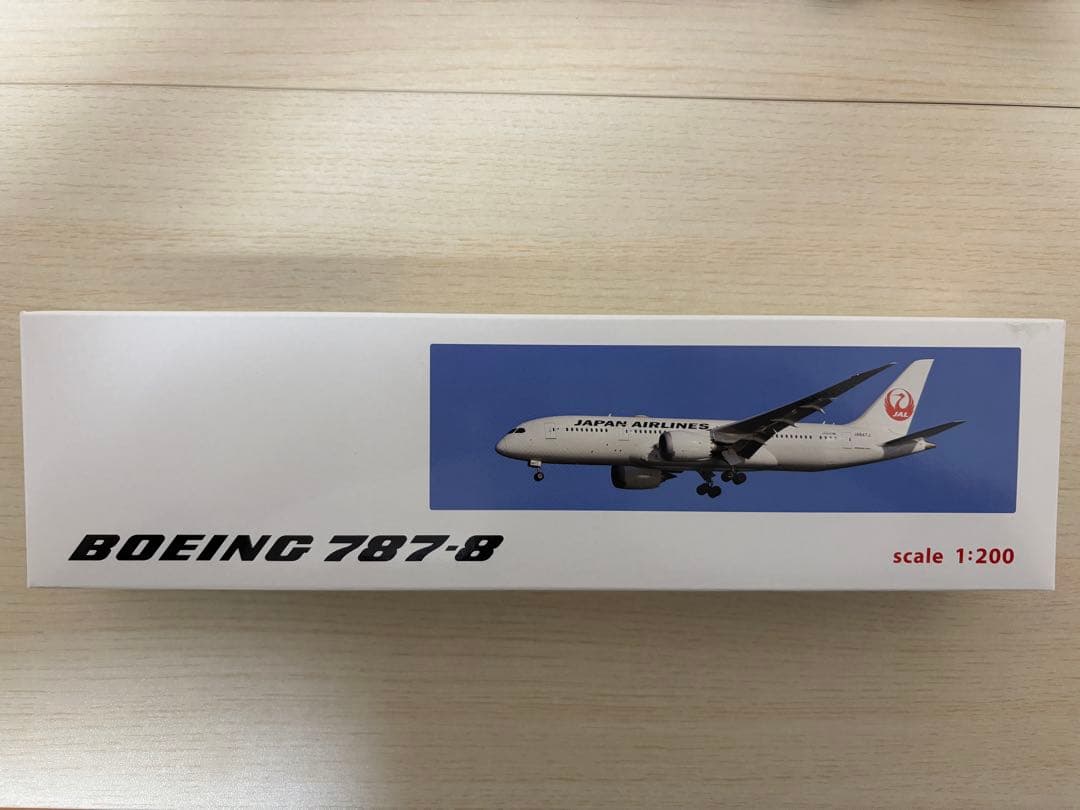 JAPAN AIRLINES
JAL
BOEING 787-8
scale 1:200